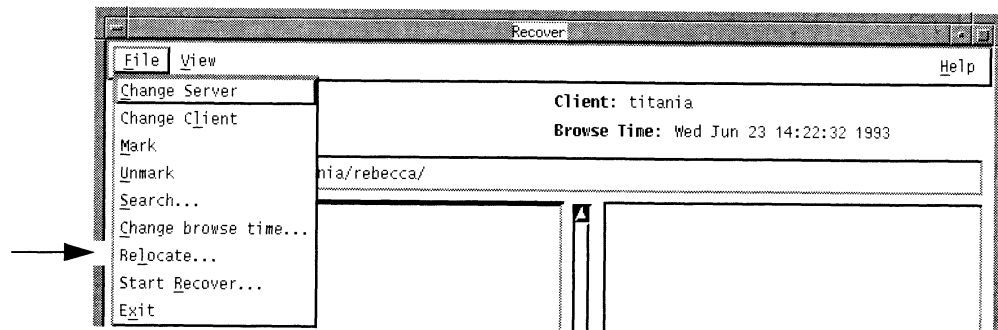 Recover
File View Help
Change Server
Change Client
Mark
Unmark
Search...
Change browse time...
Relocate...
Start Recover...
Exit
Client: titania
Browse Time: Wed Jun 23 14:22:32 1993
nia/rebecca/